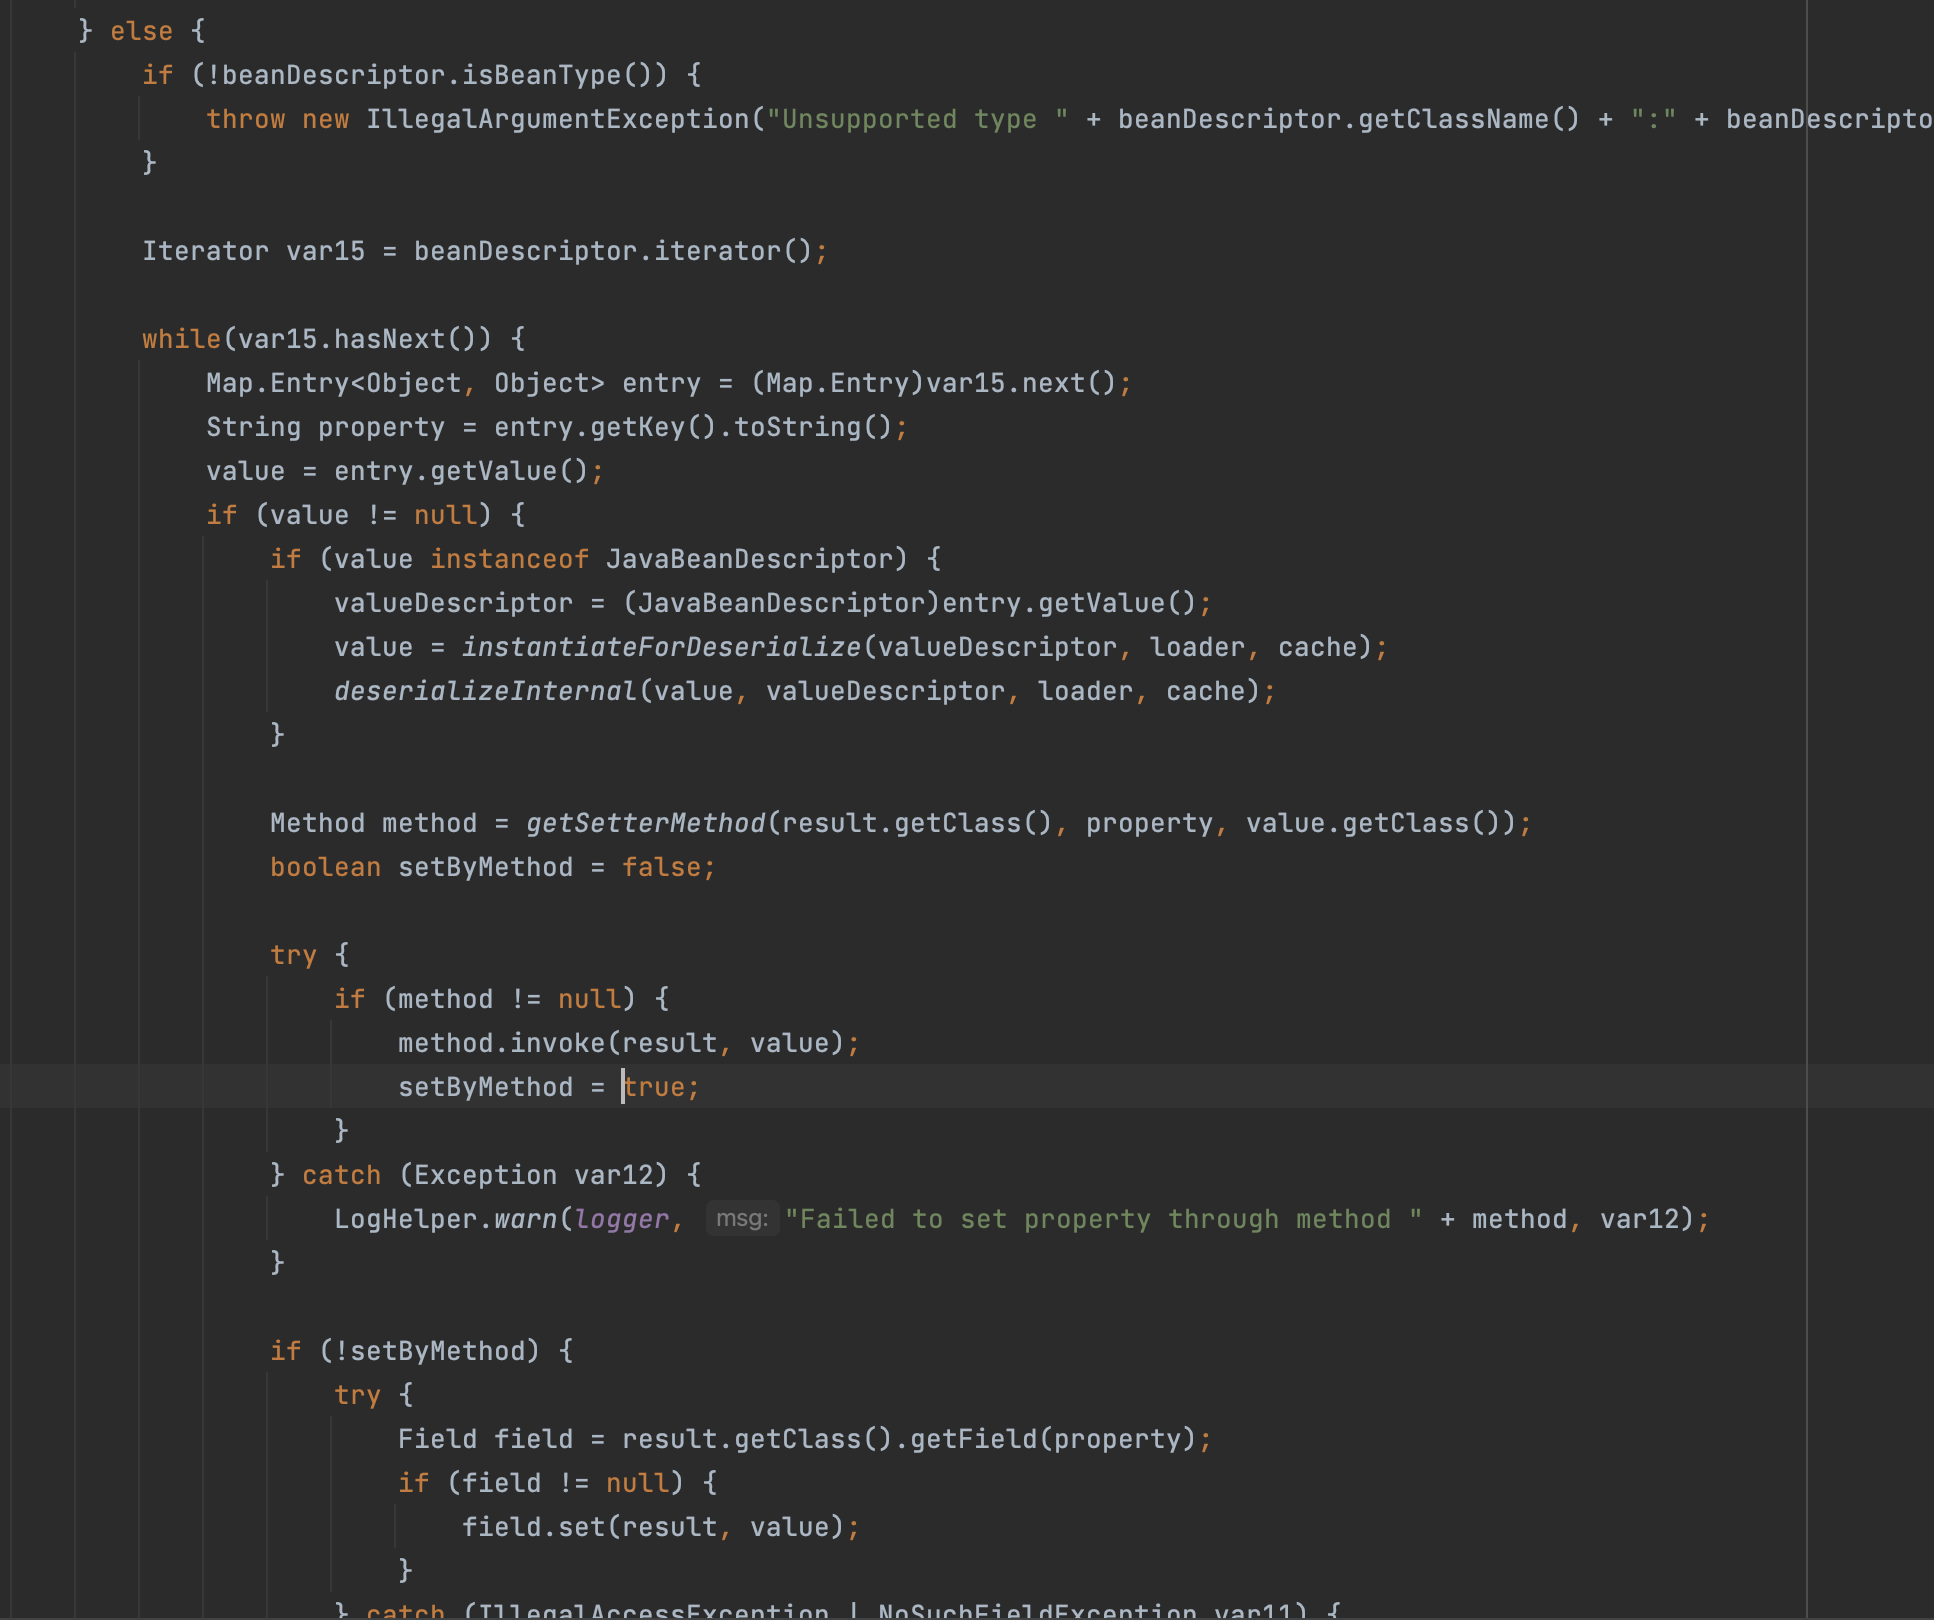 } else {
if (!beanDescriptor.isBeanType()) {
throw new IllegalArgumentException("Unsupported type " + beanDescriptor.getClassName() + ":" + beanDescripto
}
Iterator var15 = beanDescriptor.iterator();
while(var15.hasNext()) {
Map.Entry<Object, Object> entry = (Map.Entry)var15.next();
String property = entry.getKey().toString();
value = entry.getValue();
if (value != null) {
if (value instanceof JavaBeanDescriptor) {
valueDescriptor = (JavaBeanDescriptor)entry.getValue();
value = instantiateForDeserialize(valueDescriptor, loader, cache);
deserializeInternal(value, valueDescriptor, loader, cache);
}
Method method = getSetterMethod(result.getClass(), property, value.getClass());
boolean setByMethod = false;
try {
if (method != null) {
method.invoke(result, value);
setByMethod = true;
}
} catch (Exception var12) {
LogHelper.warn(logger, msg: "Failed to set property through method " + method, var12);
}
if (!setByMethod) {
try {
Field field = result.getClass().getField(property);
if (field != null) {
field.set(result, value);
}
} catch (IllegalAccessException | NoSuchFieldException var11) {